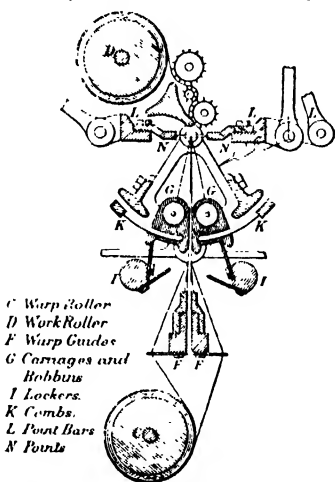 D
L
L
L
N
N
G
G
K
K
I
I
C Warp Roller
D Work Roller
F Warp Guides
G Carriages and
Bobbins
I Lockers.
K Combs.
L Point Bars
N Points
F
F
C